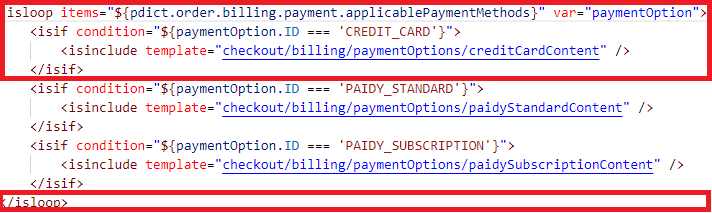 isloop items="${pdict.order.billing.payment.applicablePaymentMethods}" var="paymentOption">
<isif condition="${paymentOption.ID === 'CREDIT_CARD'}">
<isinclude template="checkout/billing/paymentOptions/creditCardContent" />
</isif>
<isif condition="${paymentOption.ID === 'PAIDY_STANDARD'}">
<isinclude template="checkout/billing/paymentOptions/paidyStandardContent" />
</isif>
<isif condition="${paymentOption.ID === 'PAIDY_SUBSCRIPTION'}">
<isinclude template="checkout/billing/paymentOptions/paidySubscriptionContent" />
</isif>
</isloop>